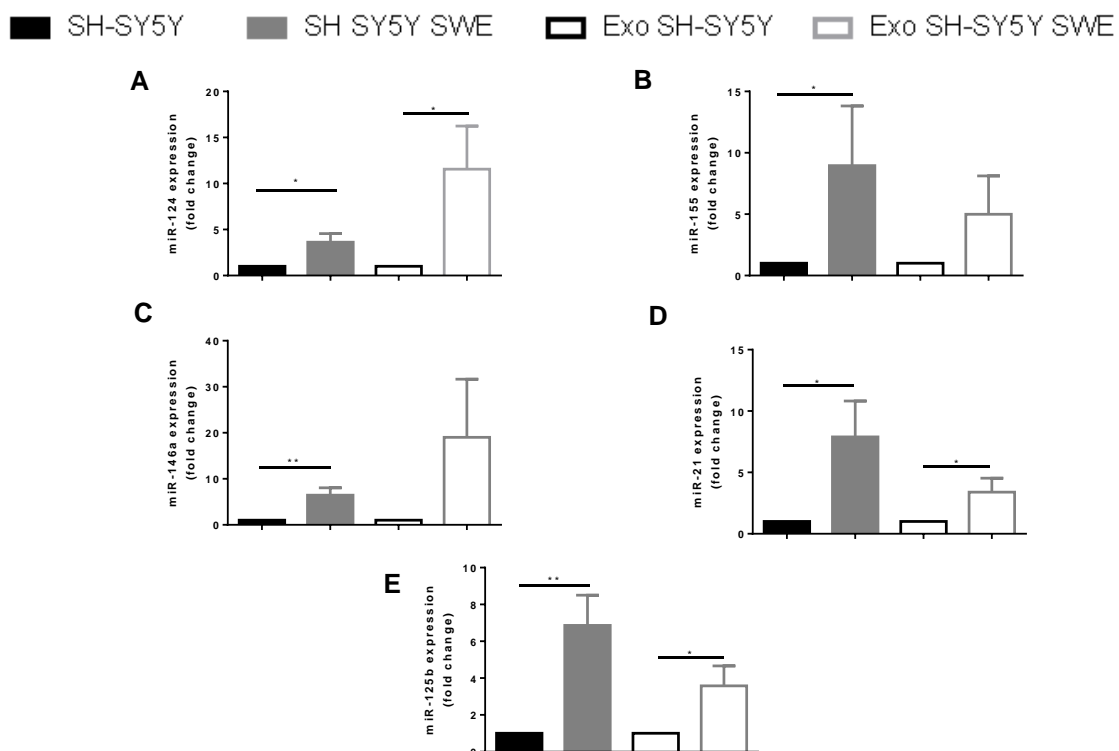 SH-SY5Y SH SY5Y SWE Exo SH-SY5Y Exo SH-SY5Y SWE
A
miR-124 expression
(fold change)
20
15
10
5
0
*
*
B
miR-155 expression
(fold change)
15
10
5
0
*
C
miR-146a expression
(fold change)
40
30
20
10
0
**
D
miR-21 expression
(fold change)
15
10
5
0
*
*
E
miR-125b expression
(fold change)
10
8
6
4
2
0
**
*